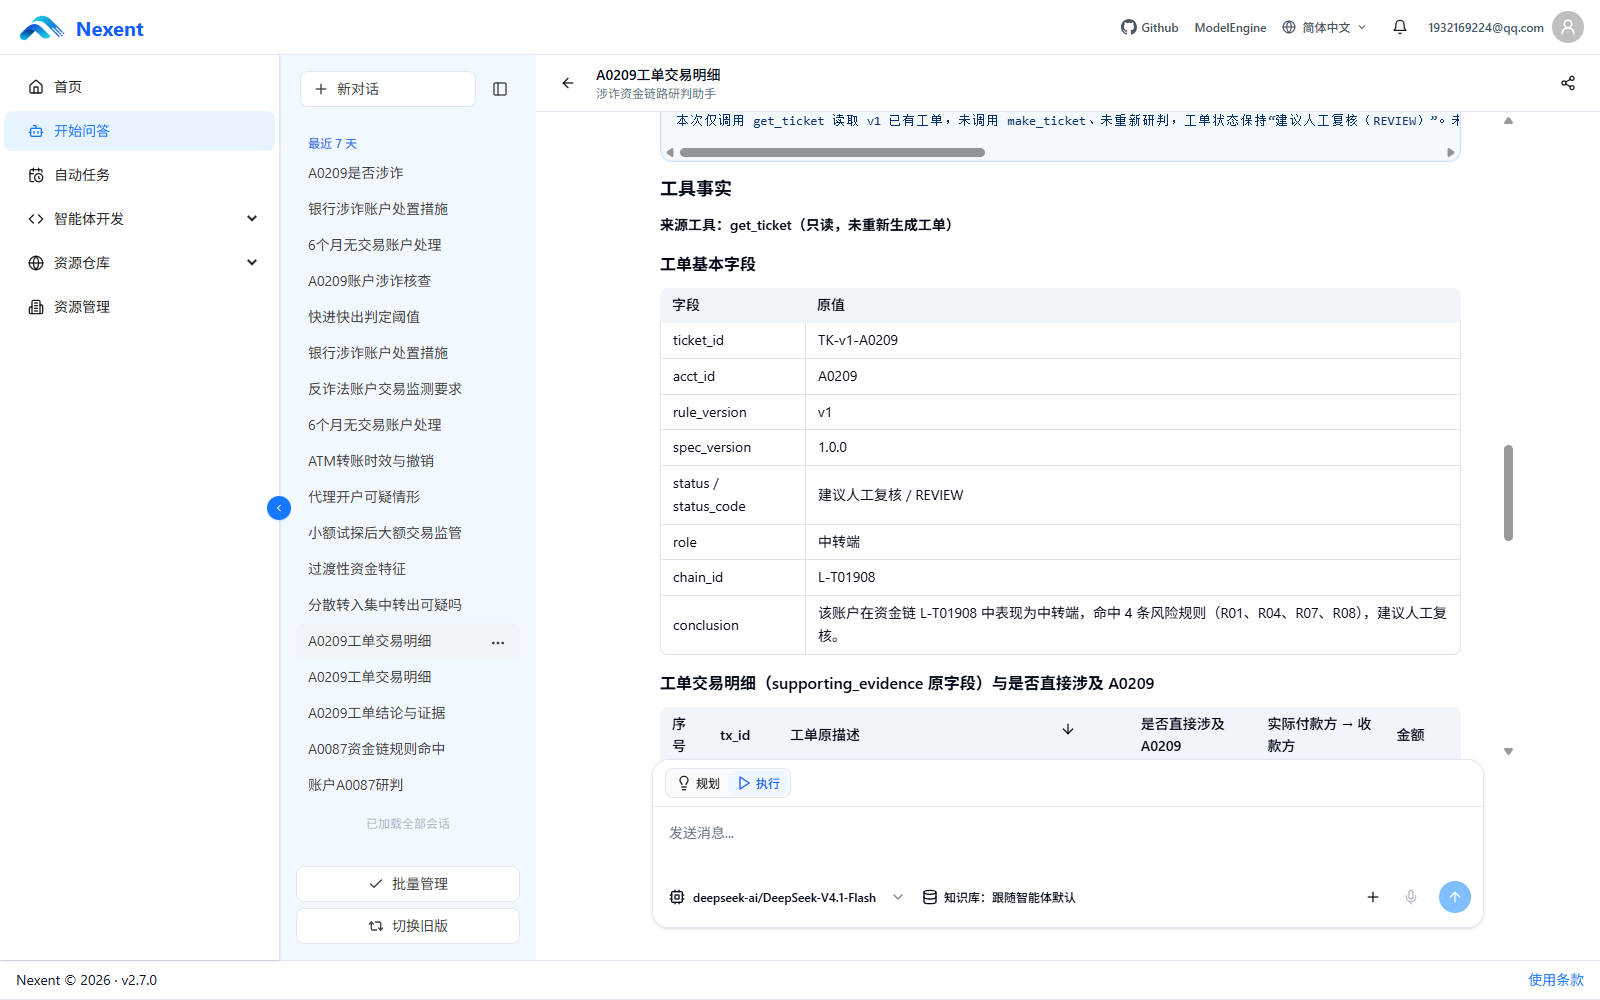 Nexent
Github
ModelEngine
简体中文
1932169224@qq.com
首页
开始问答
自动任务
智能体开发
资源仓库
资源管理
新对话
最近 7 天
A0209是否涉诈
银行涉诈账户处置措施
6个月无交易账户处理
A0209账户涉诈核查
快进快出判定阈值
银行涉诈账户处置措施
反诈法账户交易监测要求
6个月无交易账户处理
ATM转账时效与撤销
代理开户可疑情形
小额试探后大额交易监管
过渡性资金特征
分散转入集中转出可疑吗
A0209工单交易明细
A0209工单交易明细
A0209工单结论与证据
A0087资金链规则命中
账户A0087研判
已加载全部会话
批量管理
切换旧版
A0209工单交易明细
涉诈资金链路研判助手
本次仅调用 get_ticket 读取 v1 已有工单，未调用 make_ticket、未重新研判，工单状态保持“建议人工复核（REVIEW）”。
工具事实
来源工具：get_ticket（只读，未重新生成工单）
工单基本字段
字段 原值
ticket_id TK-v1-A0209
acct_id A0209
rule_version v1
spec_version 1.0.0
status / status_code 建议人工复核 / REVIEW
role 中转端
chain_id L-T01908
conclusion 该账户在资金链 L-T01908 中表现为中转端，命中 4 条风险规则（R01、R04、R07、R08），建议人工复
核。
工单交易明细（supporting_evidence 原字段）与是否直接涉及 A0209
序号 tx_id 工单原描述 是否直接涉及 A0209 实际付款方 → 收款方 金额
规划
执行
发送消息...
deepseek-ai/DeepSeek-V4.1-Flash
知识库：跟随智能体默认
Nexent © 2026 · v2.7.0
使用条款